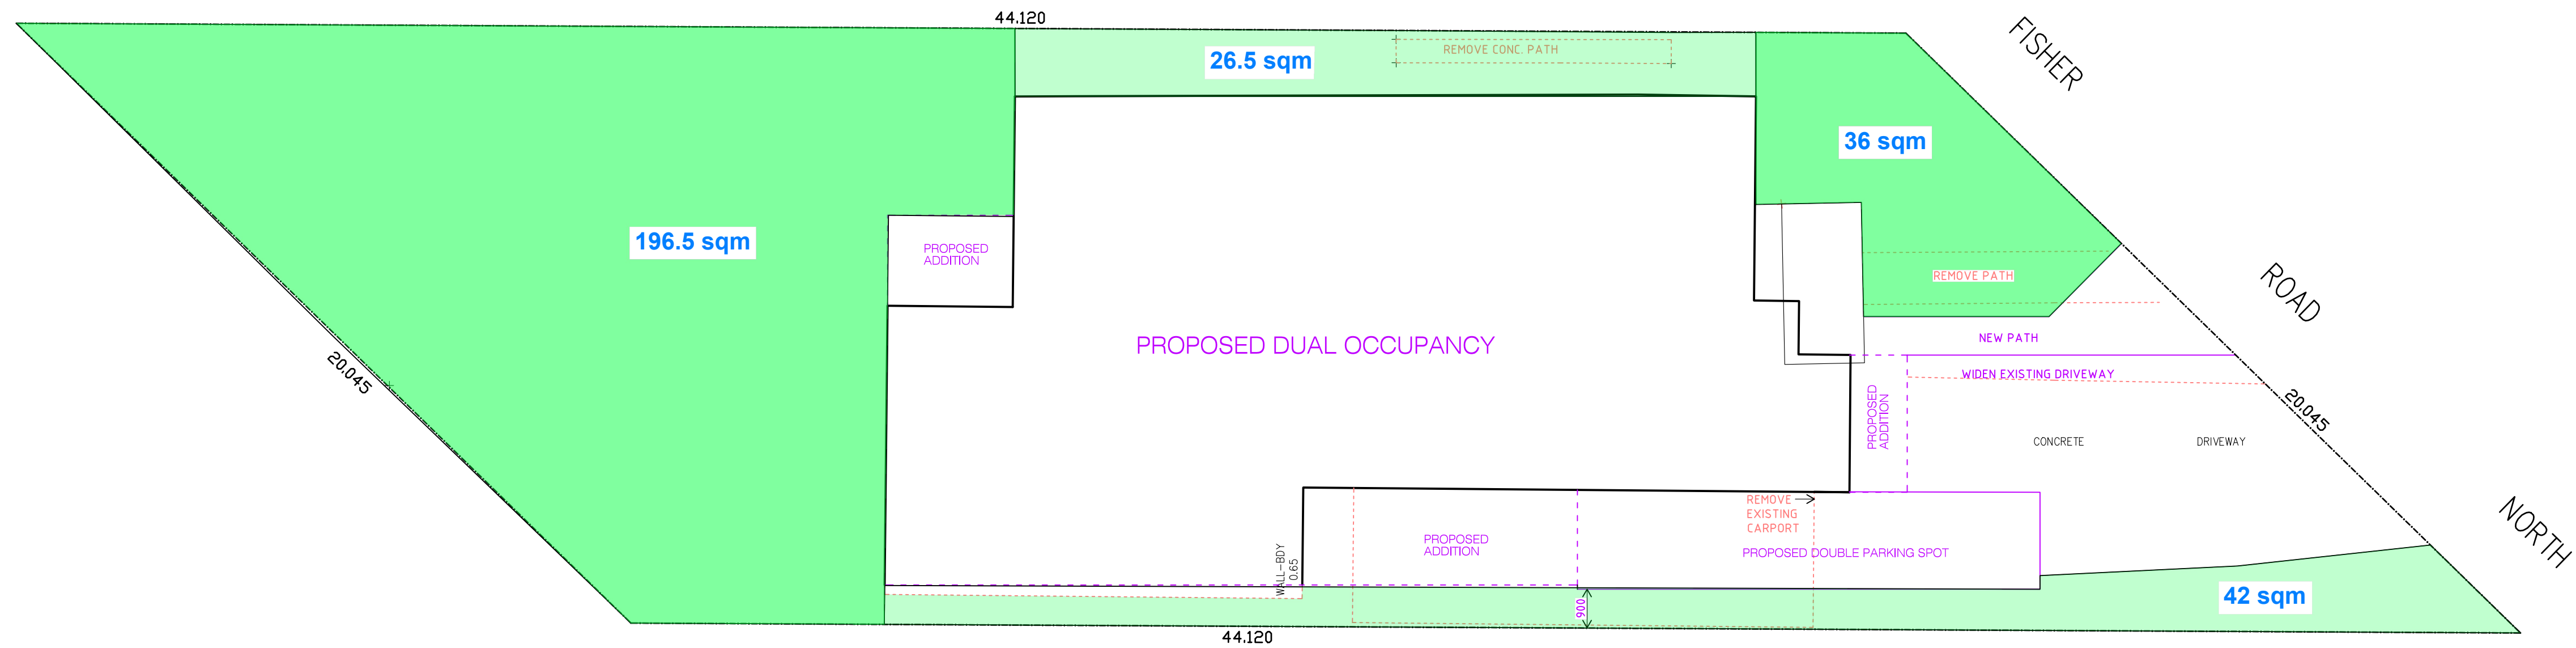 44.120
FISHER
26.5 sqm
REMOVE CONC. PATH
36 sqm
196.5 sqm
PROPOSED
ADDITION
REMOVE PATH
ROAD
NEW PATH
PROPOSED DUAL OCCUPANCY
20.045
WIDEN EXISTING DRIVEWAY
PROPOSED
ADDITION
20.045
CONCRETE
DRIVEWAY
REMOVE
EXISTING
CARPORT
NORTH
PROPOSED
ADDITION
PROPOSED DOUBLE PARKING SPOT
WALL-BDY
0.65
900
42 sqm
44.120